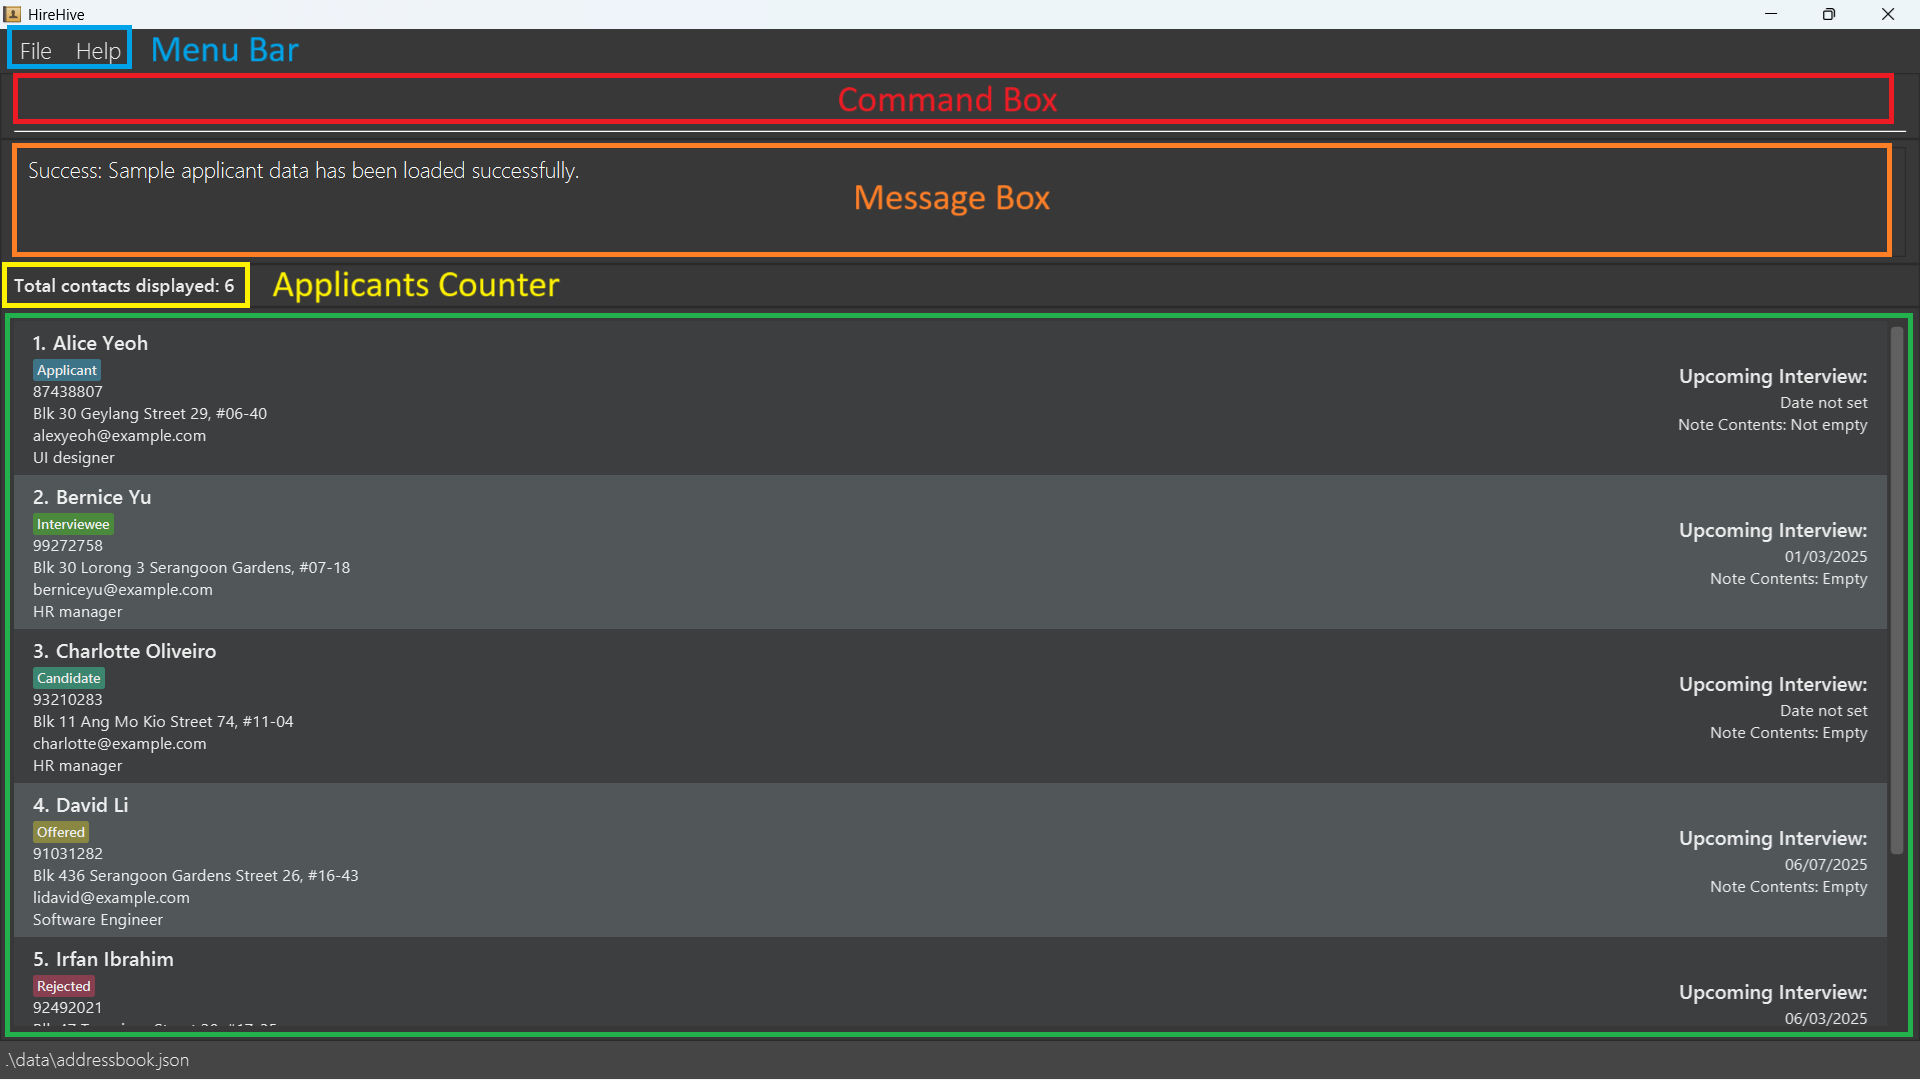 HireHive
File Help Menu Bar
Command Box
Success: Sample applicant data has been loaded successfully.
Message Box
Total contacts displayed: 6 Applicants Counter
1. Alice Yeoh
Applicant
87438807
Blk 30 Geylang Street 29, #06-40
alexyeoh@example.com
UI designer
Upcoming Interview:
Date not set
Note Contents: Not empty
2. Bernice Yu
Interviewee
99272758
Blk 30 Lorong 3 Serangoon Gardens, #07-18
berniceyu@example.com
HR manager
Upcoming Interview:
01/03/2025
Note Contents: Empty
3. Charlotte Oliveiro
Candidate
93210283
Blk 11 Ang Mo Kio Street 74, #11-04
charlotte@example.com
HR manager
Upcoming Interview:
Date not set
Note Contents: Empty
4. David Li
Offered
91031282
Blk 436 Serangoon Gardens Street 26, #16-43
lidavid@example.com
Software Engineer
Upcoming Interview:
06/07/2025
Note Contents: Empty
5. Irfan Ibrahim
Rejected
92492021
Upcoming Interview:
06/03/2025
.\data\addressbook.json